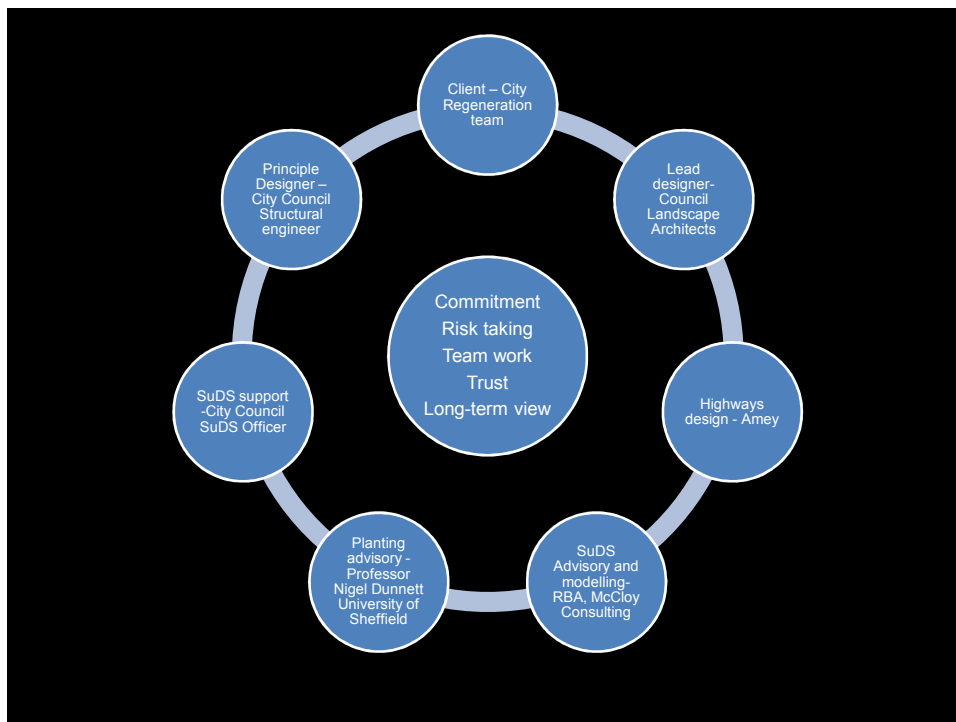 Client – City
Regeneration
team
Lead
designer-
Council
Landscape
Architects
Highways
design - Amey
SuDS
Advisory and
modelling-
RBA, McCloy
Consulting
Planting
advisory -
Professor
Nigel Dunnett
University of
Sheffield
SuDS support
-City Council
SuDS Officer
Principle
Designer –
City Council
Structural
engineer
Commitment
Risk taking
Team work
Trust
Long-term view